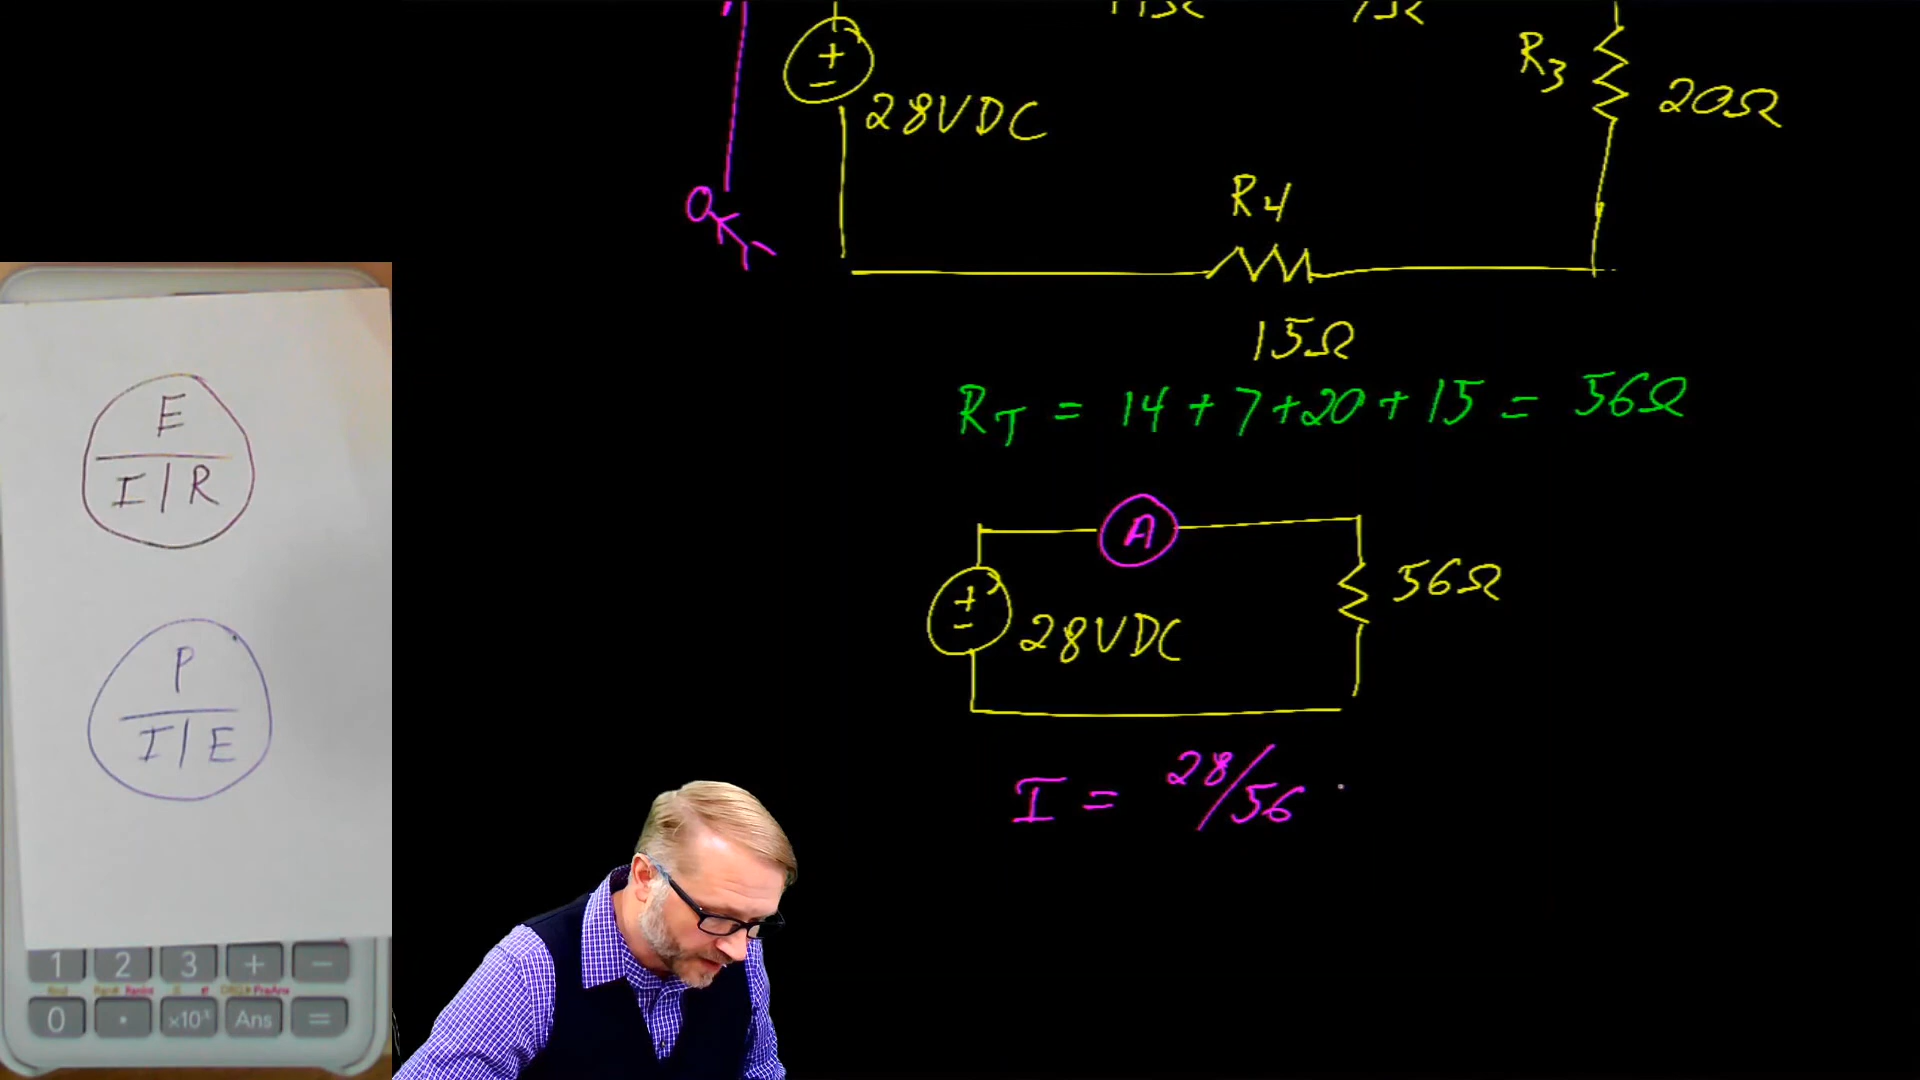 R3
20Ω
+
-
28VDC
R4
15Ω
RT = 14 + 7 + 20 + 15 = 56Ω
A
56Ω
+
-
28VDC
I = 28/56
E
I | R
P
I | E
1 2 3 + -
0 . ×10ˣ Ans =